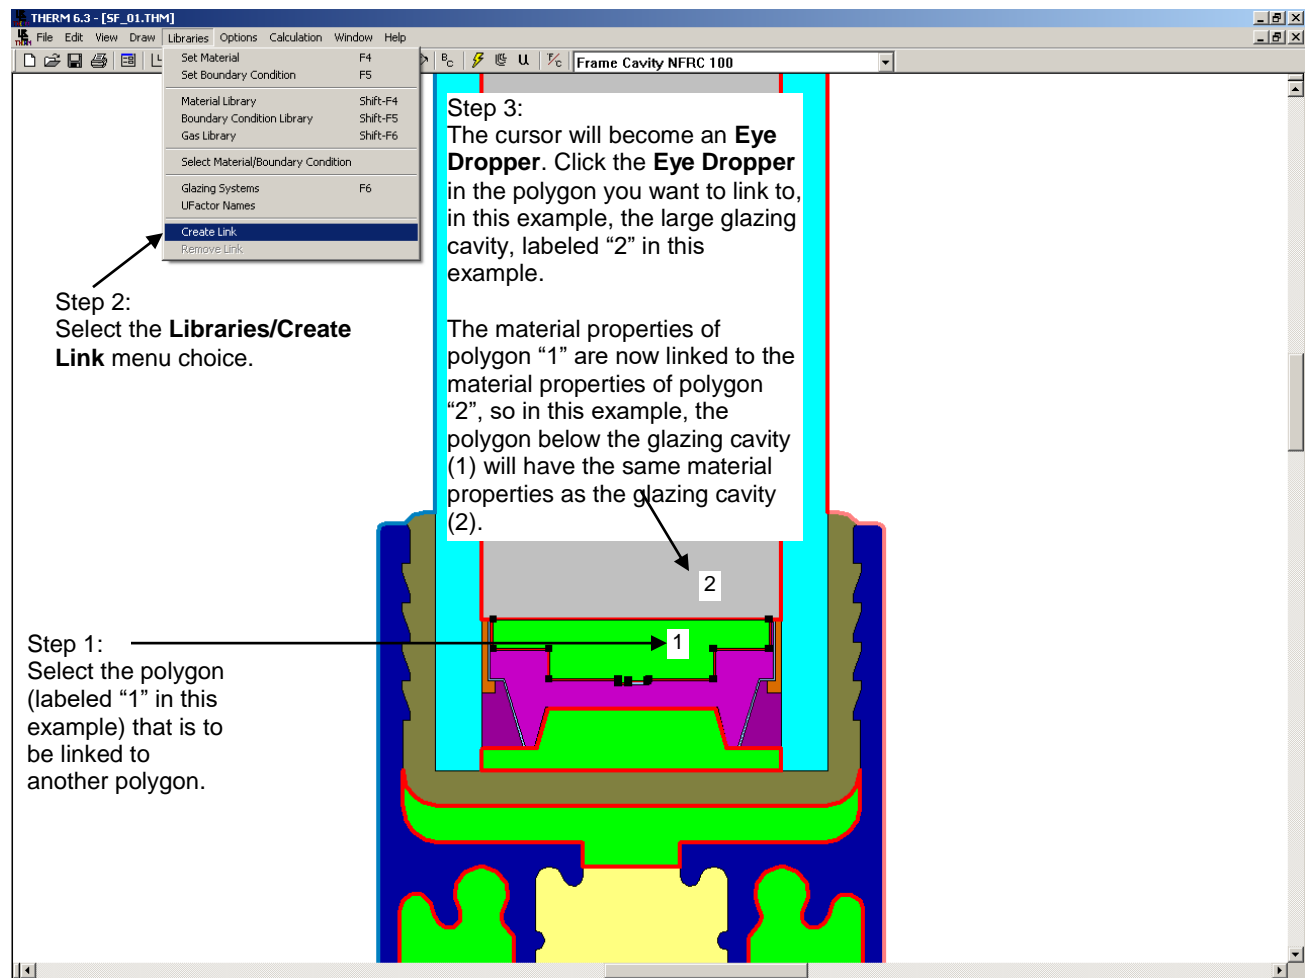 THERM 6.3 - [SF_01.THM]
File Edit View Draw Libraries Options Calculation Window Help
Frame Cavity NFRC 100
Set Material F4
Set Boundary Condition F5
Material Library Shift-F4
Boundary Condition Library Shift-F5
Gas Library Shift-F6
Select Material/Boundary Condition
Glazing Systems F6
UFactor Names
Create Link
Remove Link
Step 2:
Select the Libraries/Create
Link menu choice.
Step 3:
The cursor will become an Eye
Dropper. Click the Eye Dropper
in the polygon you want to link to,
in this example, the large glazing
cavity, labeled “2” in this
example.
The material properties of
polygon “1” are now linked to the
material properties of polygon
“2”, so in this example, the
polygon below the glazing cavity
(1) will have the same material
properties as the glazing cavity
(2).
2
1
Step 1:
Select the polygon
(labeled “1” in this
example) that is to
be linked to
another polygon.